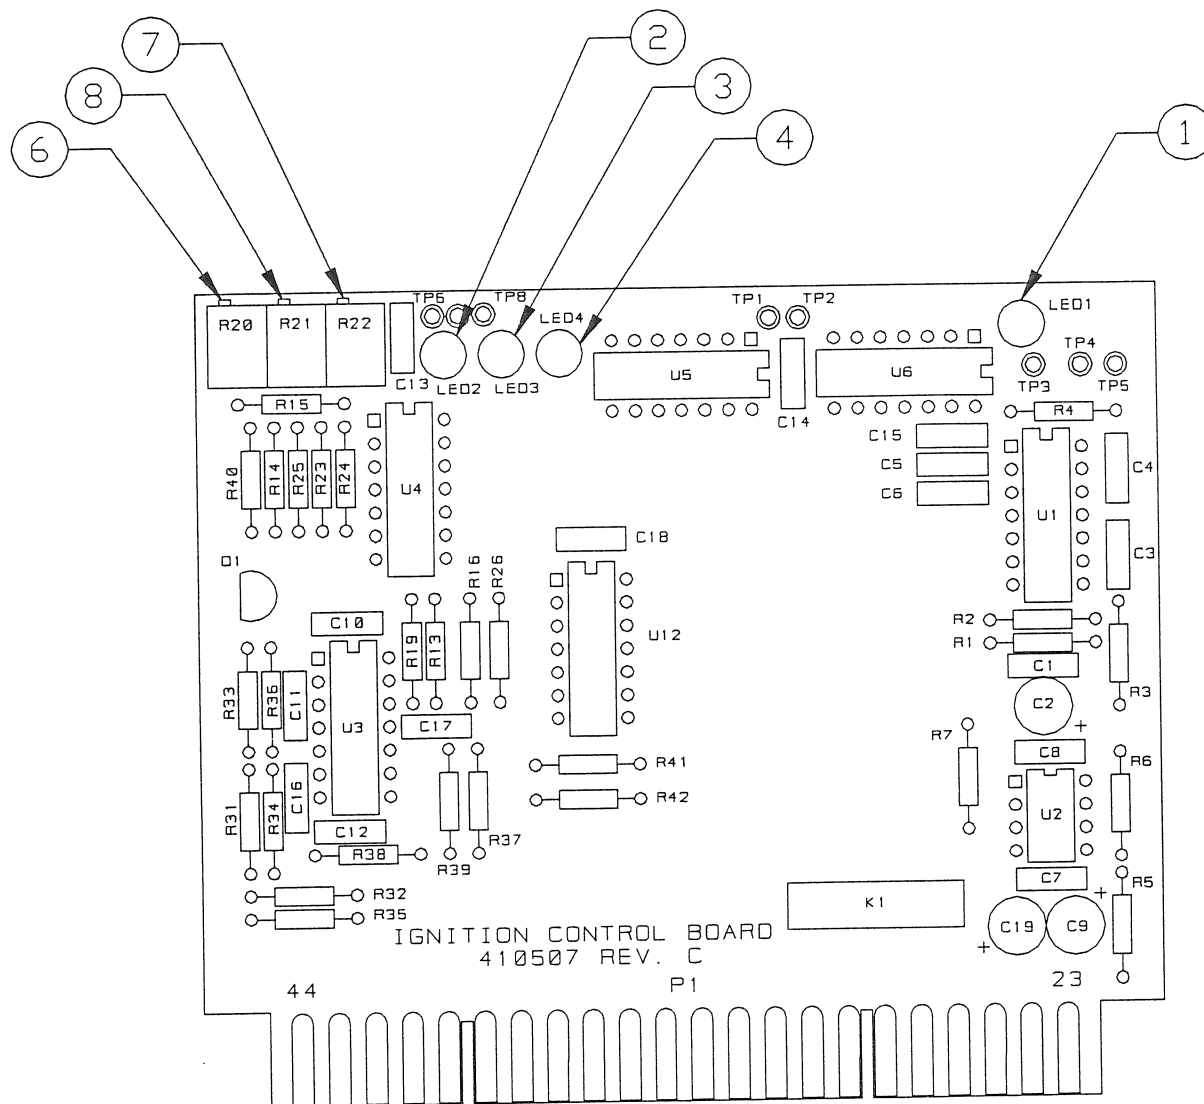 7
2
8
3
6
4
1
TP6
TP8
TP1
TP2
LED1
R20
R21
R22
LED4
TP4
C13
LED2
LED3
U5
U6
TP3
TP5
R15
C14
R4
C15
C4
R40
R14
R25
R23
R24
U4
C5
C6
U1
C18
C3
Q1
R16
R26
C10
R19
R13
U12
R2
R1
C1
R33
R36
C11
U3
C17
C2
+
R3
R7
C8
R41
R6
R31
R34
C16
R42
U2
C12
R38
R39
R37
C7
R5
R32
K1
+
R35
C19
C9
+
IGNITION CONTROL BOARD
410507 REV. C
44
P1
23